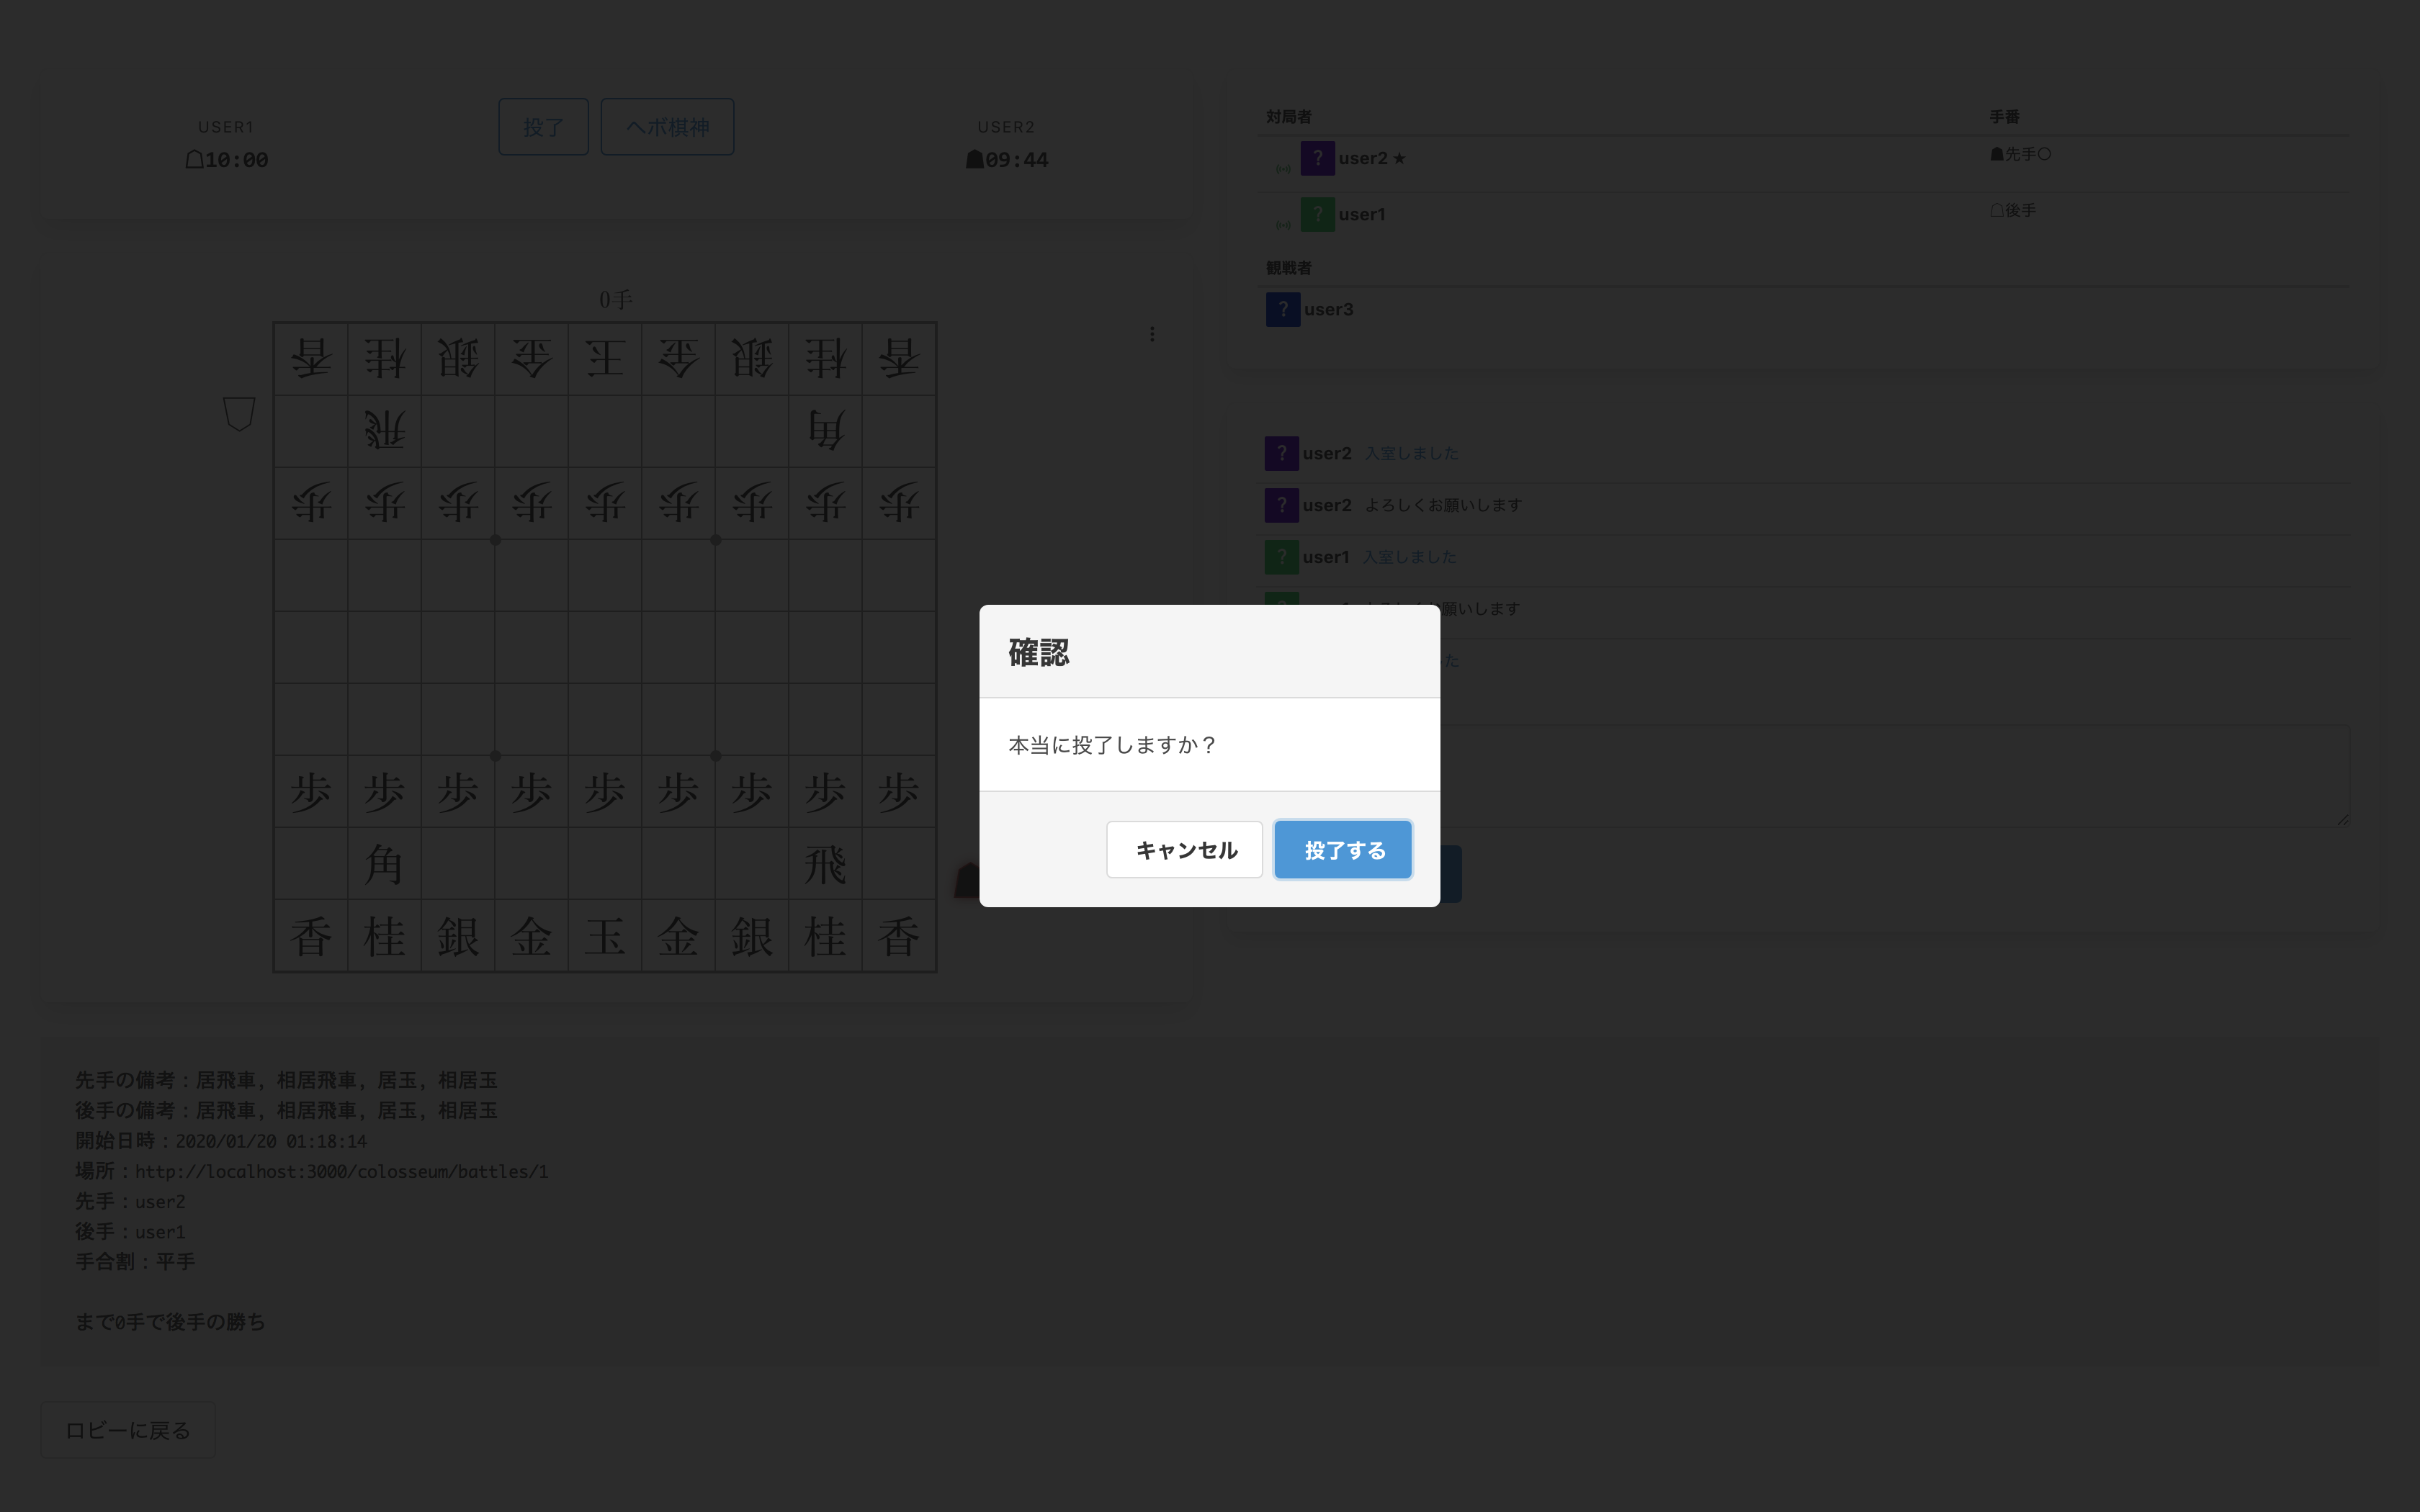 USER1
☖10:00
投了
ヘボ棋神
USER2
☗09:44
0手
香桂銀金王金銀桂香
飛角
歩歩歩歩歩歩歩歩歩
歩歩歩歩歩歩歩歩歩
角飛
香桂銀金玉金銀桂香
対局者 手番
? user2 ★ ☗先手○
? user1 ☖後手
観戦者
? user3
? user2 入室しました
? user2 よろしくお願いします
? user1 入室しました
願いします
た
確認
本当に投了しますか？
キャンセル
投了する
先手の備考：居飛車, 相居飛車, 居玉, 相居玉
後手の備考：居飛車, 相居飛車, 居玉, 相居玉
開始日時：2020/01/20 01:18:14
場所：http://localhost:3000/colosseum/battles/1
先手：user2
後手：user1
手合割：平手
まで0手で後手の勝ち
ロビーに戻る